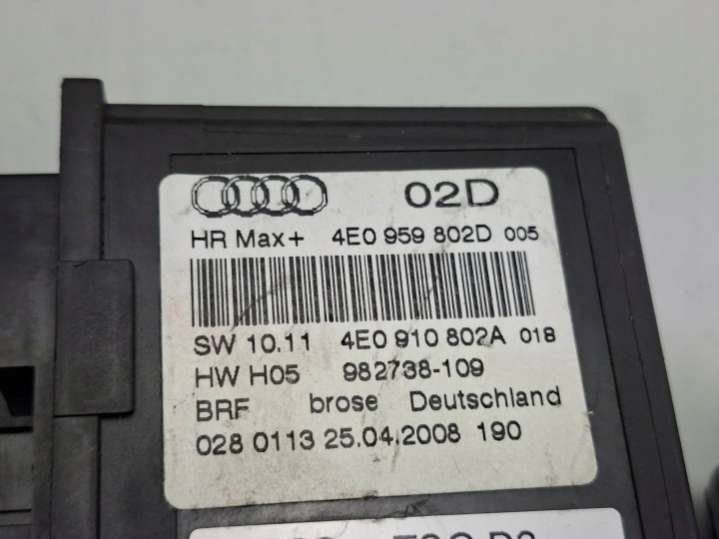 02D
HR Max+ 4E0 959 802D 005
SW 10.11 4E0 910 802A 018
HW H05 982738-109
BRF brose Deutschland
028 0113 25.04.2008 190